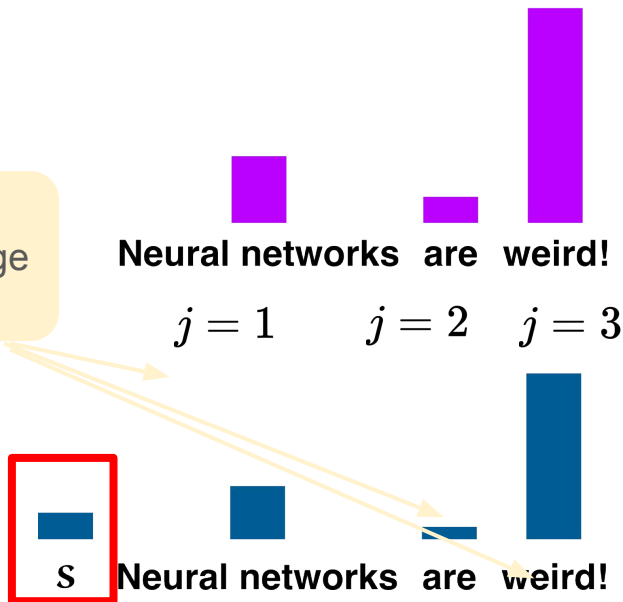 Neural networks are weird!
j = 1 j = 2 j = 3
s Neural networks are weird!